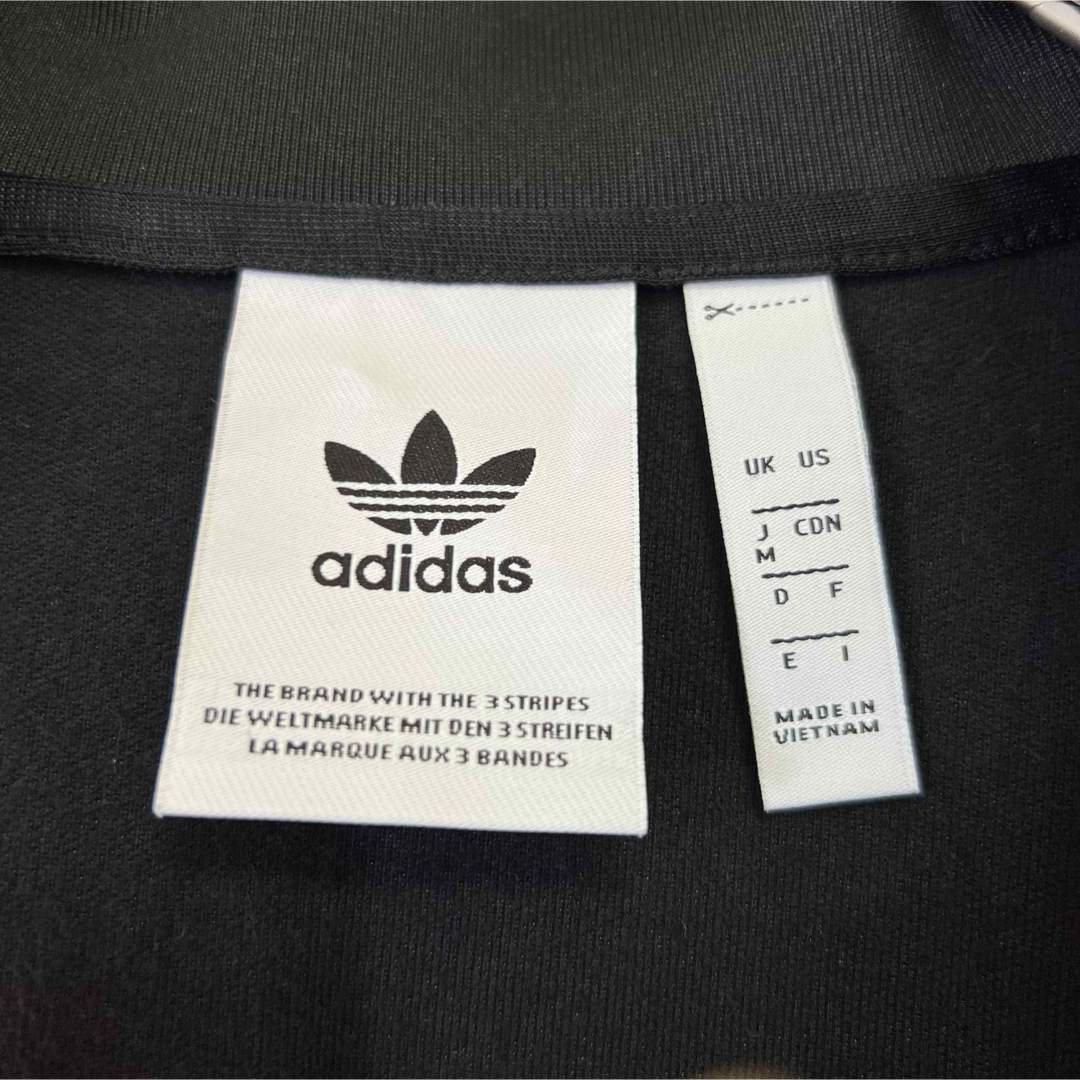 adidas
THE BRAND WITH THE 3 STRIPES
DIE WELTMARKE MIT DEN 3 STREIFEN
LA MARQUE AUX 3 BANDES
UK US
J CDN
M
D F
E I
MADE IN
VIETNAM